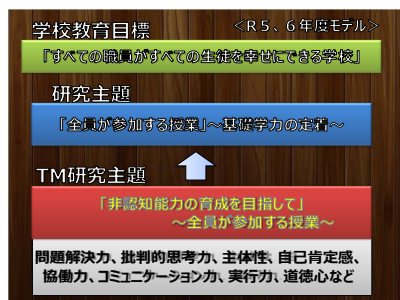 学校教育目標 ＜Ｒ５、６年度モデル＞
「すべての職員がすべての生徒を幸せにできる学校」
研究主題
「全員が参加する授業」～基礎学力の定着～
ＴＭ研究主題
「非認知能力の育成を目指して」
～全員が参加する授業～
問題解決力、批判的思考力、主体性、自己肯定感、
協働力、コミュニケーション力、実行力、道徳心など